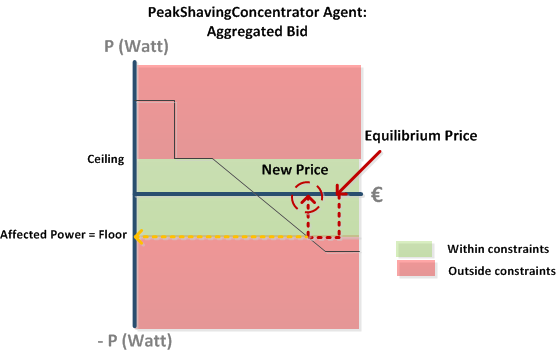 PeakShavingConcentrator Agent:
Aggregated Bid
P (Watt)
Equilibrium Price
Ceiling
New Price
€
Affected Power = Floor
Within constraints
Outside constraints
- P (Watt)